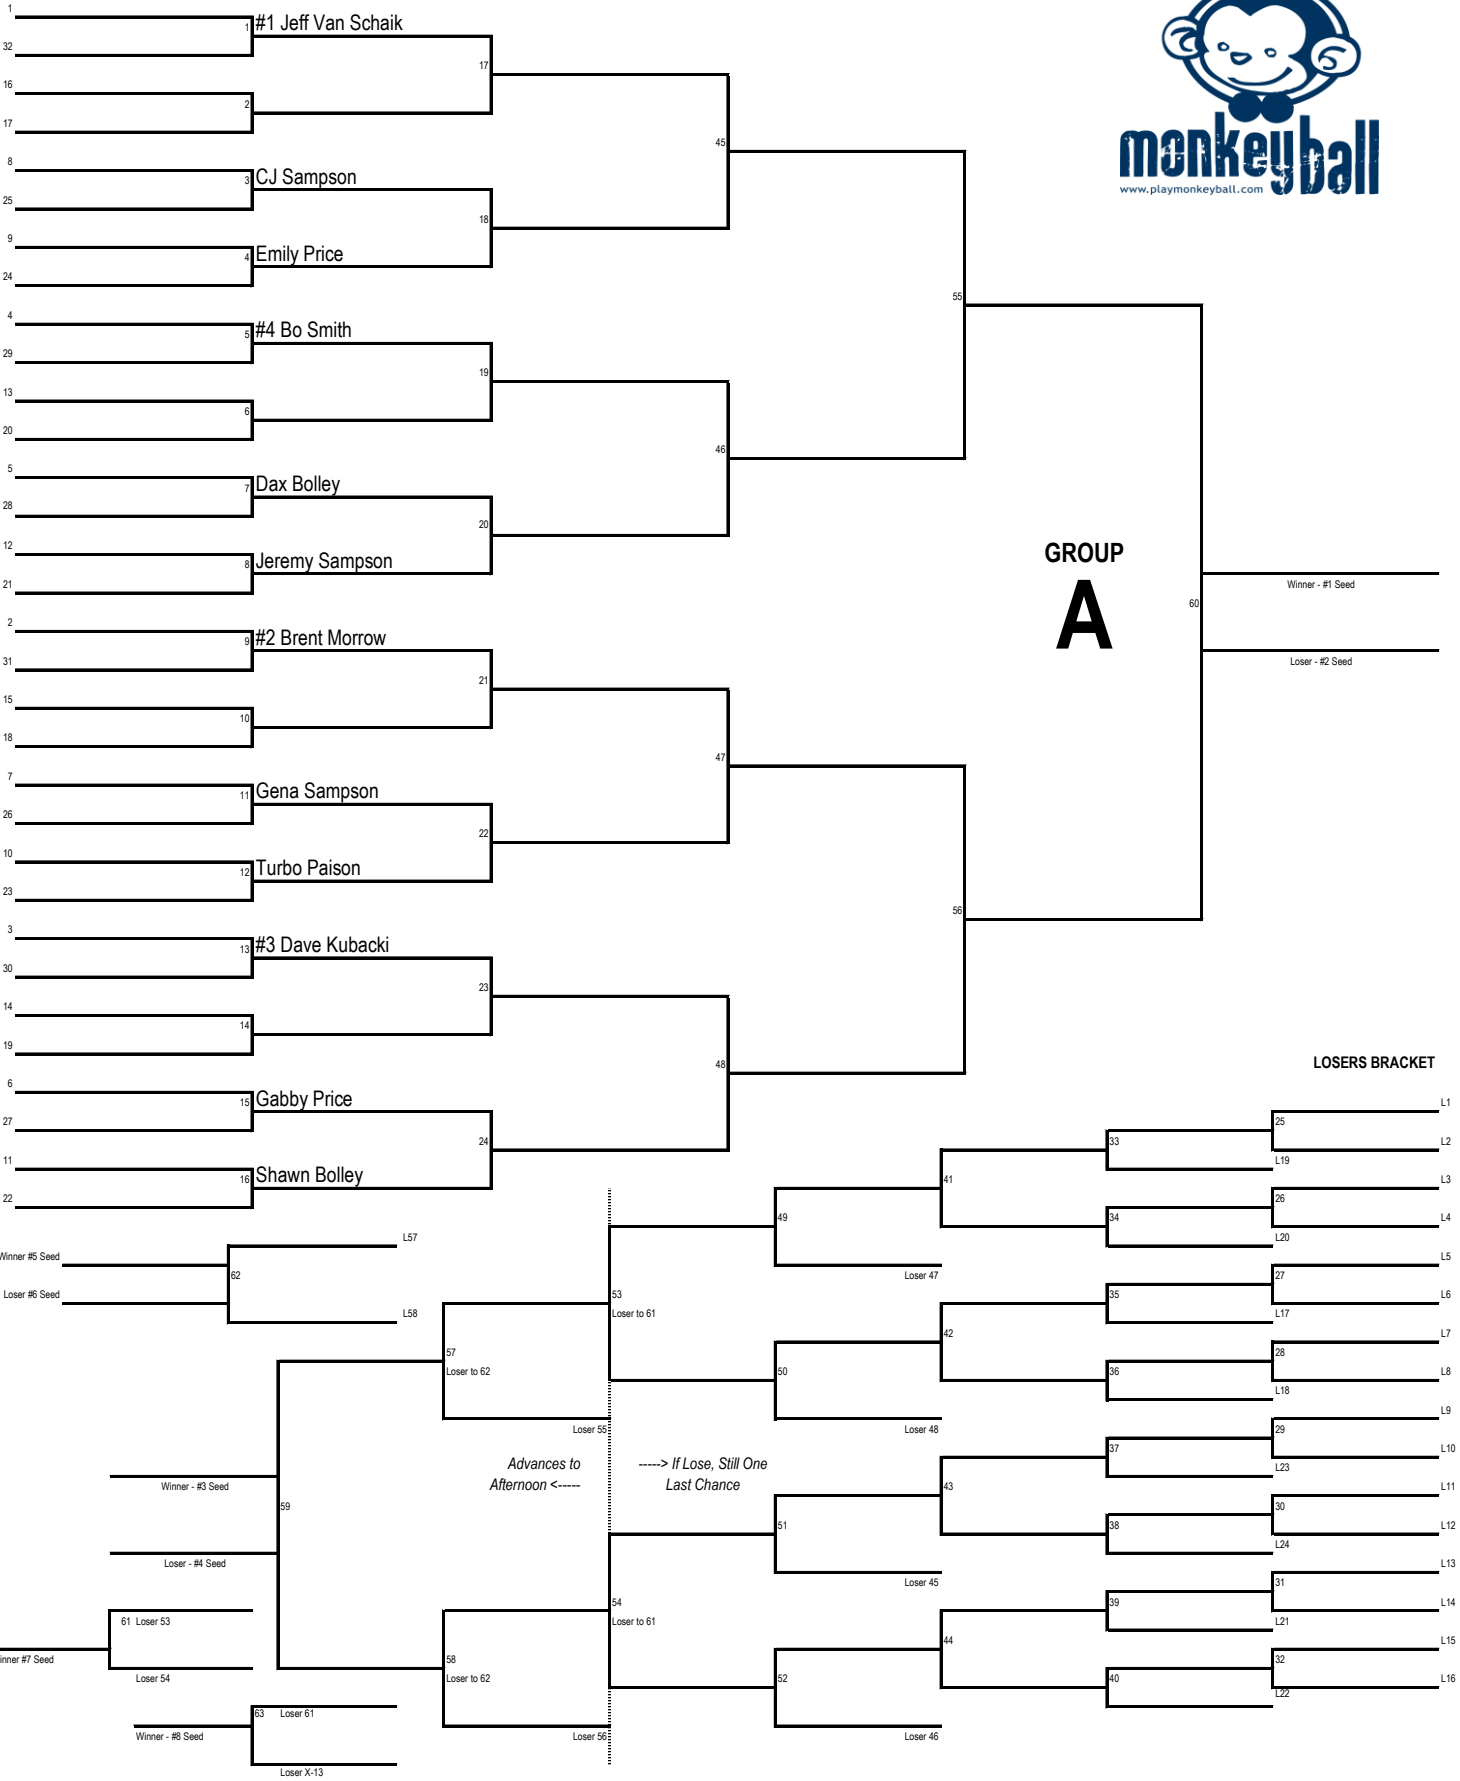 monkeyball
www.playmonkeyball.com
1
1 #1 Jeff Van Schaik
32
17
16
2
17
45
8
3 CJ Sampson
25
18
9
4 Emily Price
24
55
4
5 #4 Bo Smith
29
19
13
6
20
46
5
7 Dax Bolley
28
20
12
8 Jeremy Sampson
21
GROUP
A
Winner - #1 Seed
60
Loser - #2 Seed
2
9 #2 Brent Morrow
31
21
15
10
18
47
7
11 Gena Sampson
26
22
10
12 Turbo Paison
23
56
3
13 #3 Dave Kubacki
30
23
14
14
19
48
6
15 Gabby Price
27
24
11
16 Shawn Bolley
22
LOSERS BRACKET
L1
25
L2
33
L19
41
L3
26
L4
34
L20
49
Loser 47
L5
27
L6
35
L17
42
L7
28
L8
36
L18
50
Loser 48
L9
29
L10
37
L23
43
L11
30
L12
38
L24
51
Loser 45
L13
31
L14
39
L21
44
L15
32
L16
40
L22
52
Loser 46
L57
Winner #5 Seed
62
Loser #6 Seed
L58
53
Loser to 61
57
Loser to 62
Loser 55
Advances to
Afternoon <-----
-----> If Lose, Still One
Last Chance
Winner - #3 Seed
59
Loser - #4 Seed
54
Loser to 61
61 Loser 53
inner #7 Seed
Loser 54
58
Loser to 62
Loser 56
63 Loser 61
Winner - #8 Seed
Loser X-13